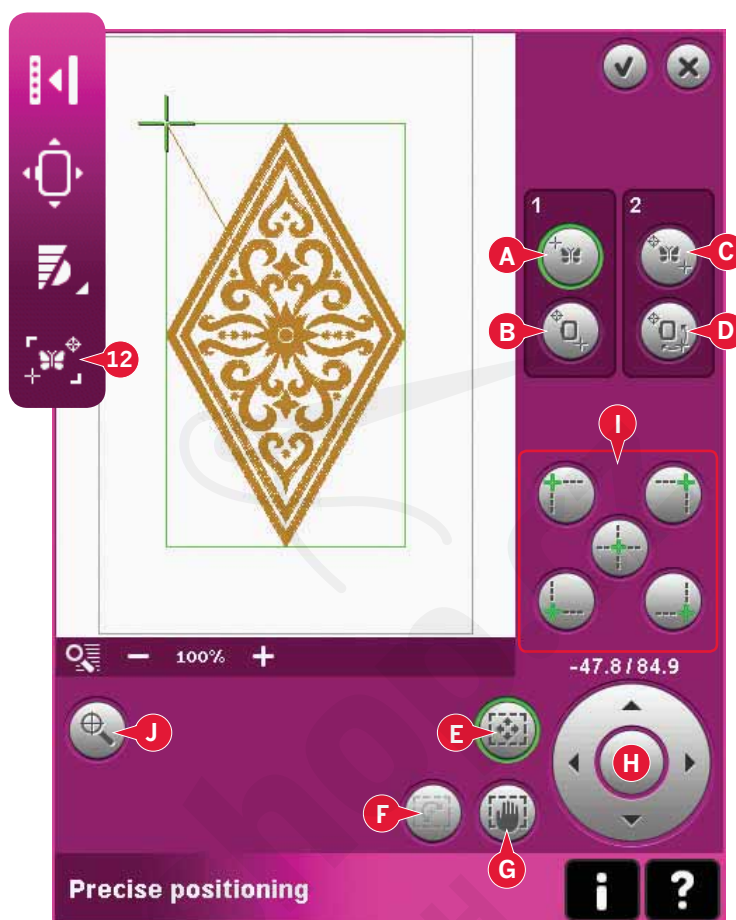 1 2
A
C
B
D
12
I
100%
-47.8/84.9
J
E
H
F
G
Precise positioning
i ?